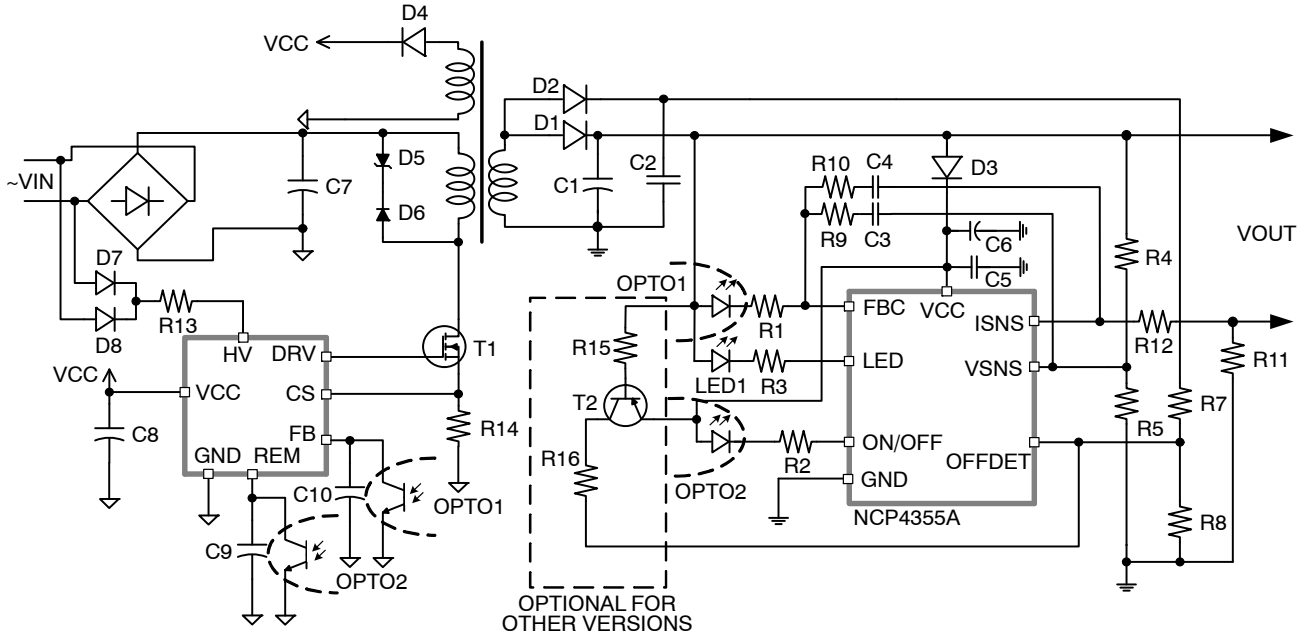 D4
VCC
D2
D1
D5
C7
C1
C2
D6
R10
C4
D3
~VIN
R9
C3
C6
R4
VOUT
D7
OPTO1
C5
R13
D8
R1
FBC
VCC
ISNS
R12
R11
HV
DRV
T1
R15
LED
VCC
VCC
CS
LED1
R3
VSNS
T2
C8
FB
R14
R5
R7
GND
REM
R16
R2
ON/OFF
OFFDET
C10
OPTO1
OPTO2
GND
NCP4355A
R8
C9
OPTO2
OPTIONAL FOR
OTHER VERSIONS